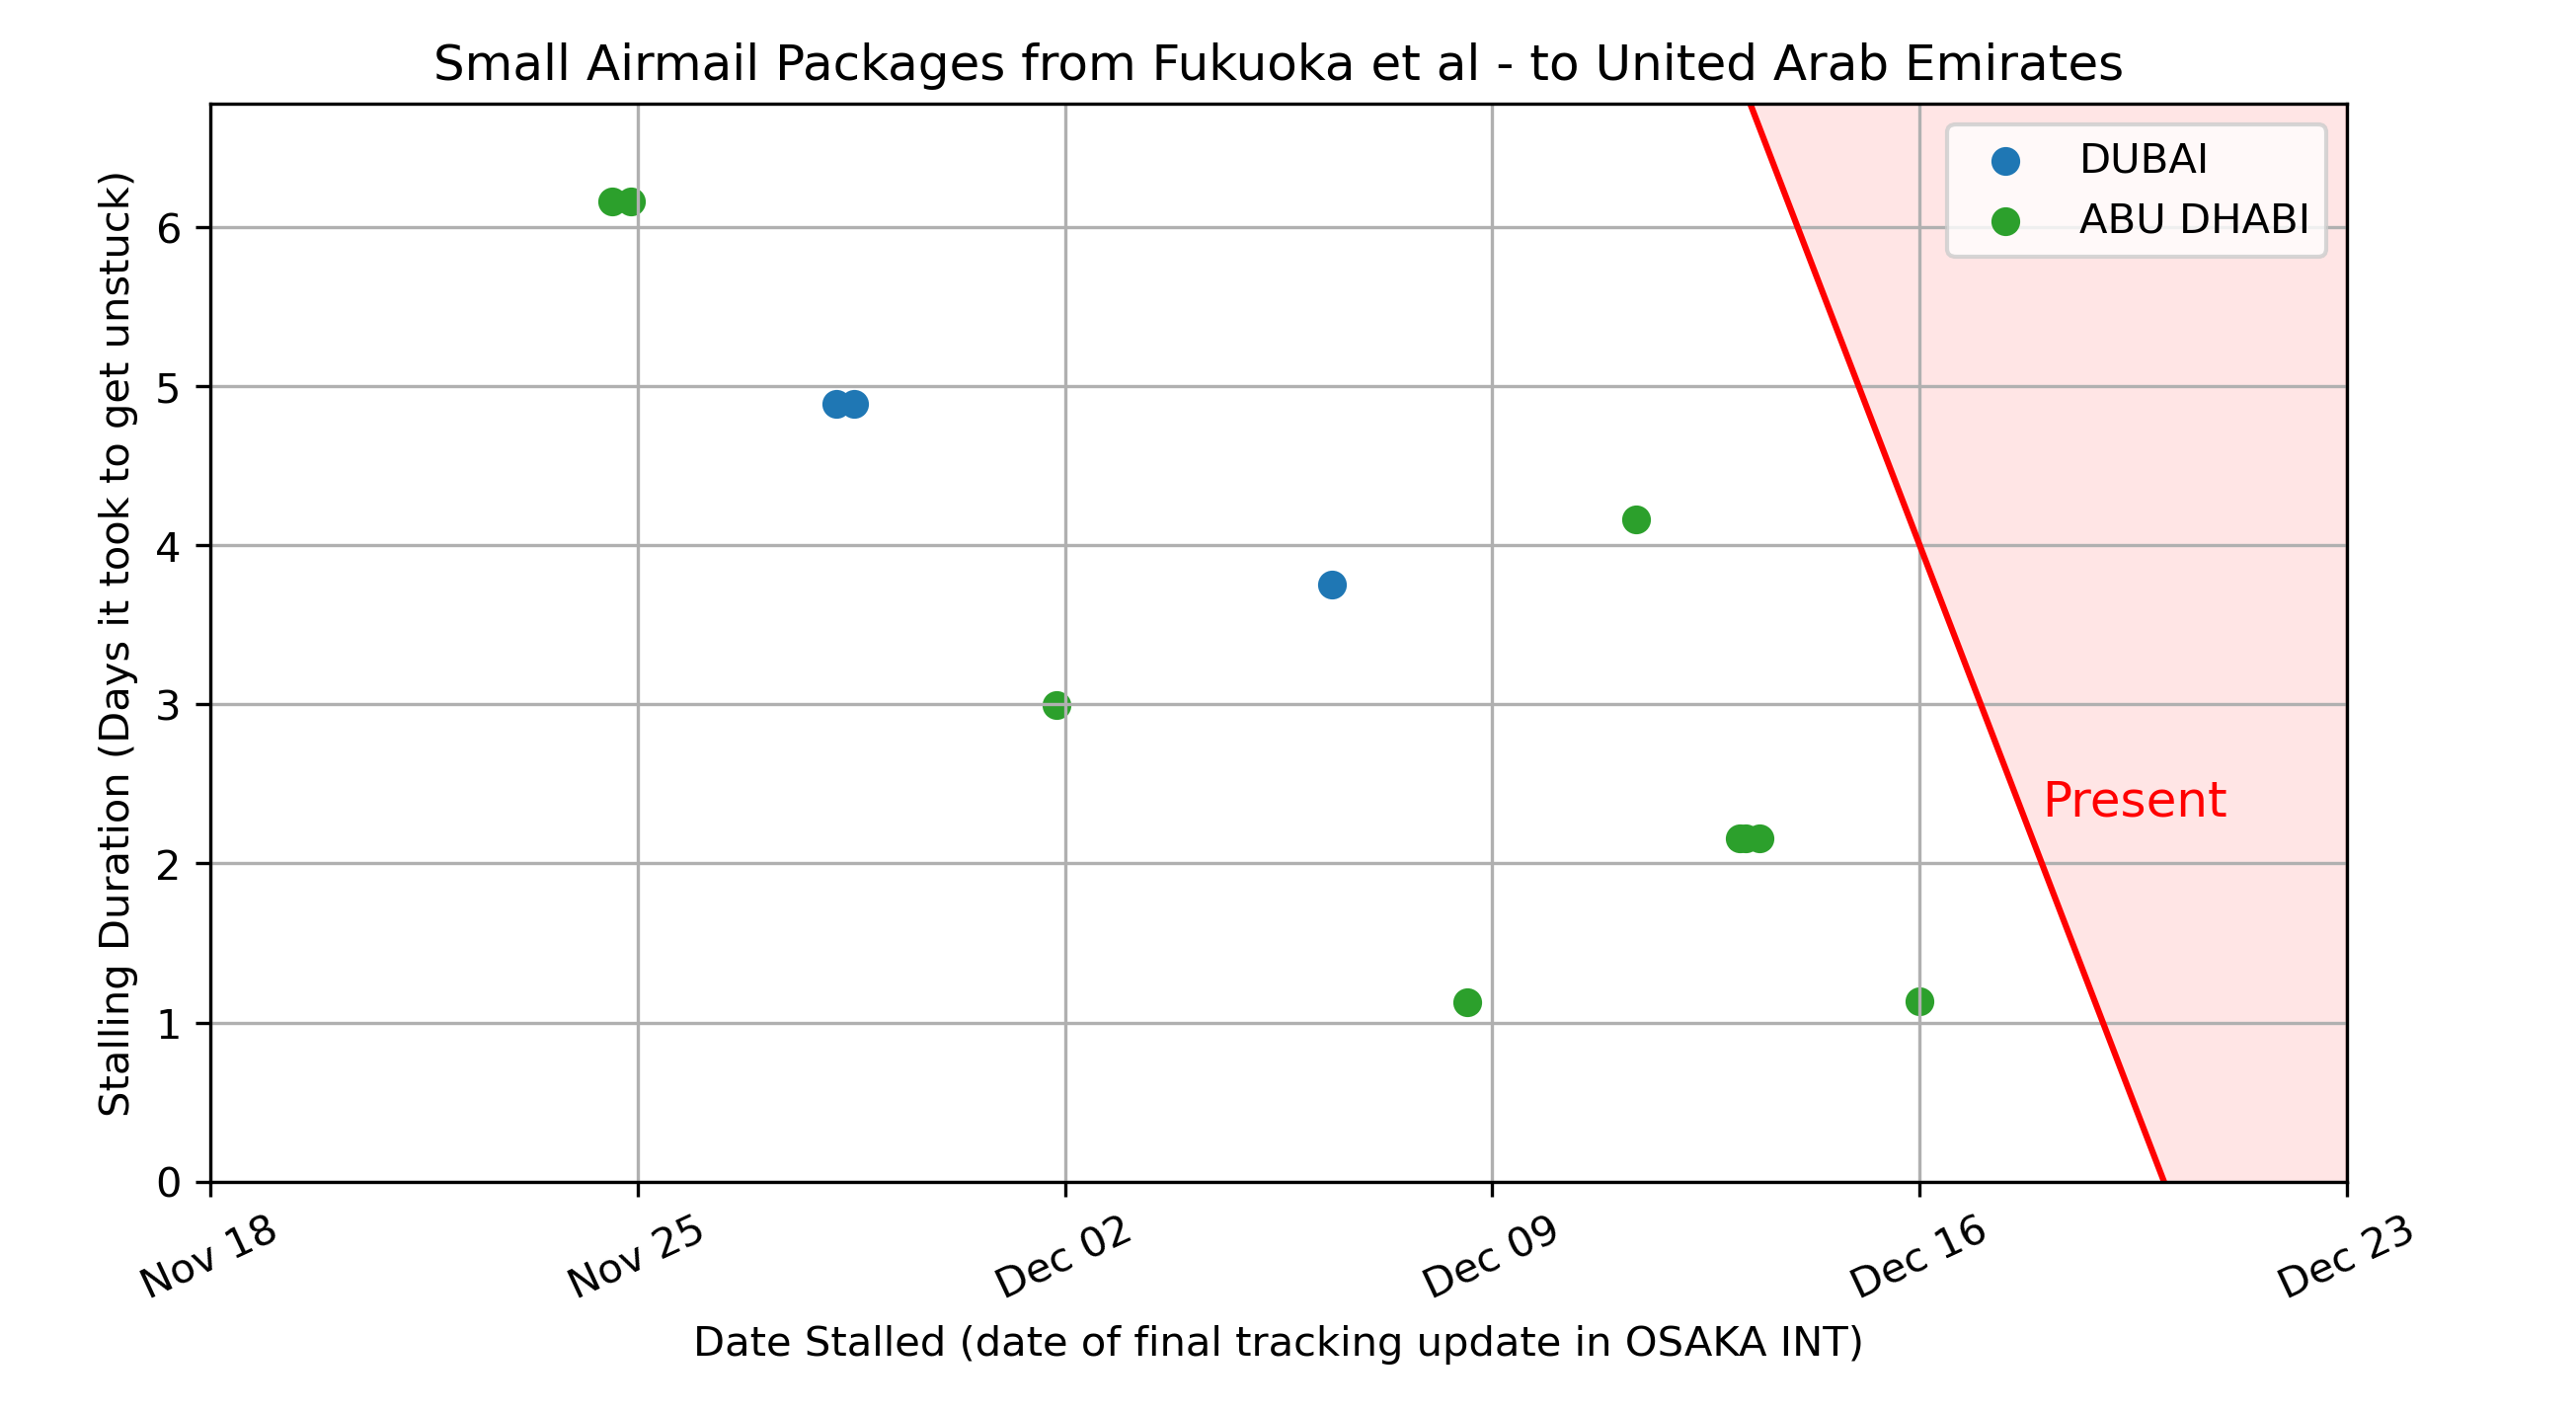 Small Airmail Packages from Fukuoka et al - to United Arab Emirates
DUBAI
ABU DHABI
Present
Stalling Duration (Days it took to get unstuck)
6
5
4
3
2
1
0
Nov 18
Nov 25
Dec 02
Dec 09
Dec 16
Dec 23
Date Stalled (date of final tracking update in OSAKA INT)